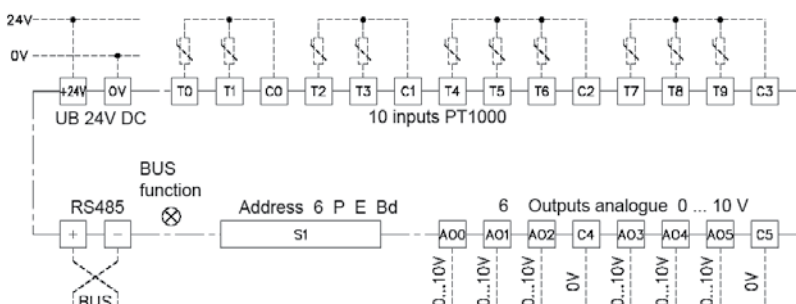 24V
0V
+24V 0V T0 T1 C0 T2 T3 C1 T4 T5 T6 C2 T7 T8 T9 C3
UB 24V DC
10 inputs PT1000
BUS
function
RS485
Address 6 P E Bd
6 Outputs analogue 0 ... 10 V
+ − S1 AO0 AO1 AO2 C4 AO3 AO4 AO5 C5
0...10V 0...10V 0...10V 0V 0...10V 0...10V 0...10V 0V
BUS